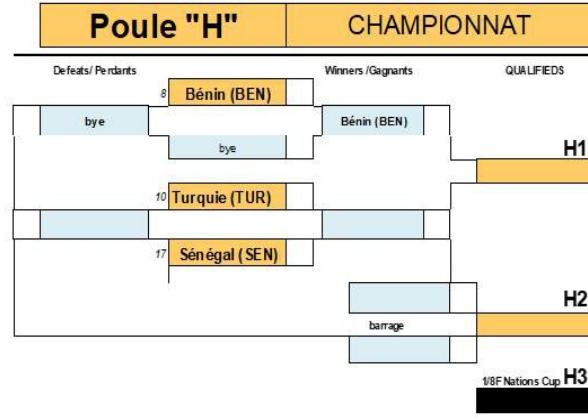 Poule "H" CHAMPIONNAT
Defeats/ Perdants Winners /Gagnants QUALIFIEDS
8 Bénin (BEN)
bye Bénin (BEN)
bye H1
10 Turquie (TUR)
17 Sénégal (SEN)
H2
barrage
1/8F Nations Cup H3